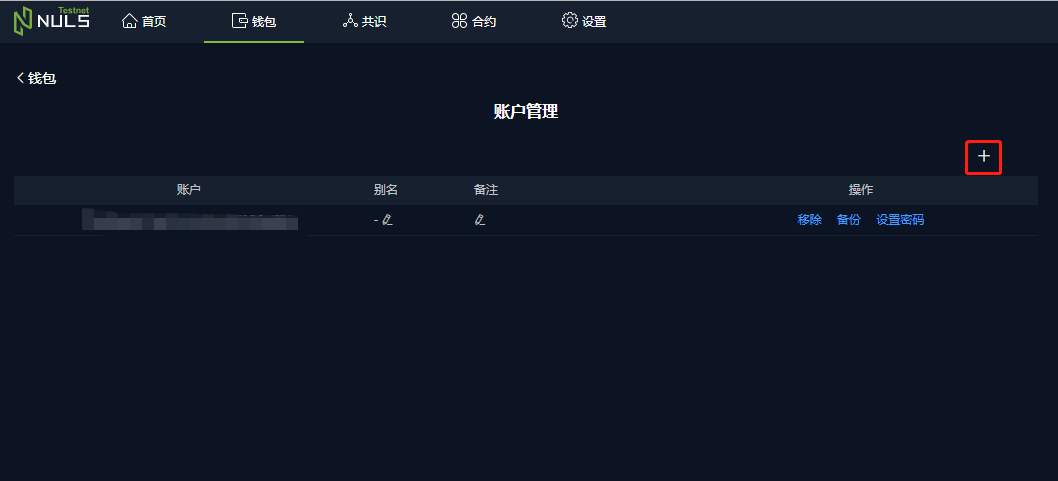 Testnet
NULS 首页 钱包 共识 合约 设置
钱包
账户管理
账户 别名 备注 操作
- 移除 备份 设置密码